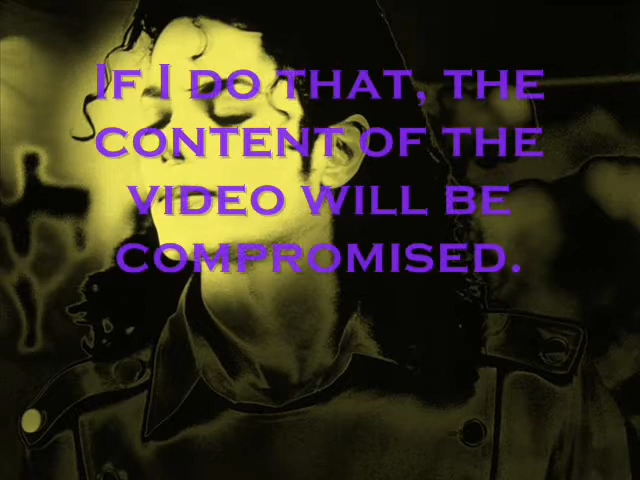 If I do that, the
content of the
video will be
compromised.